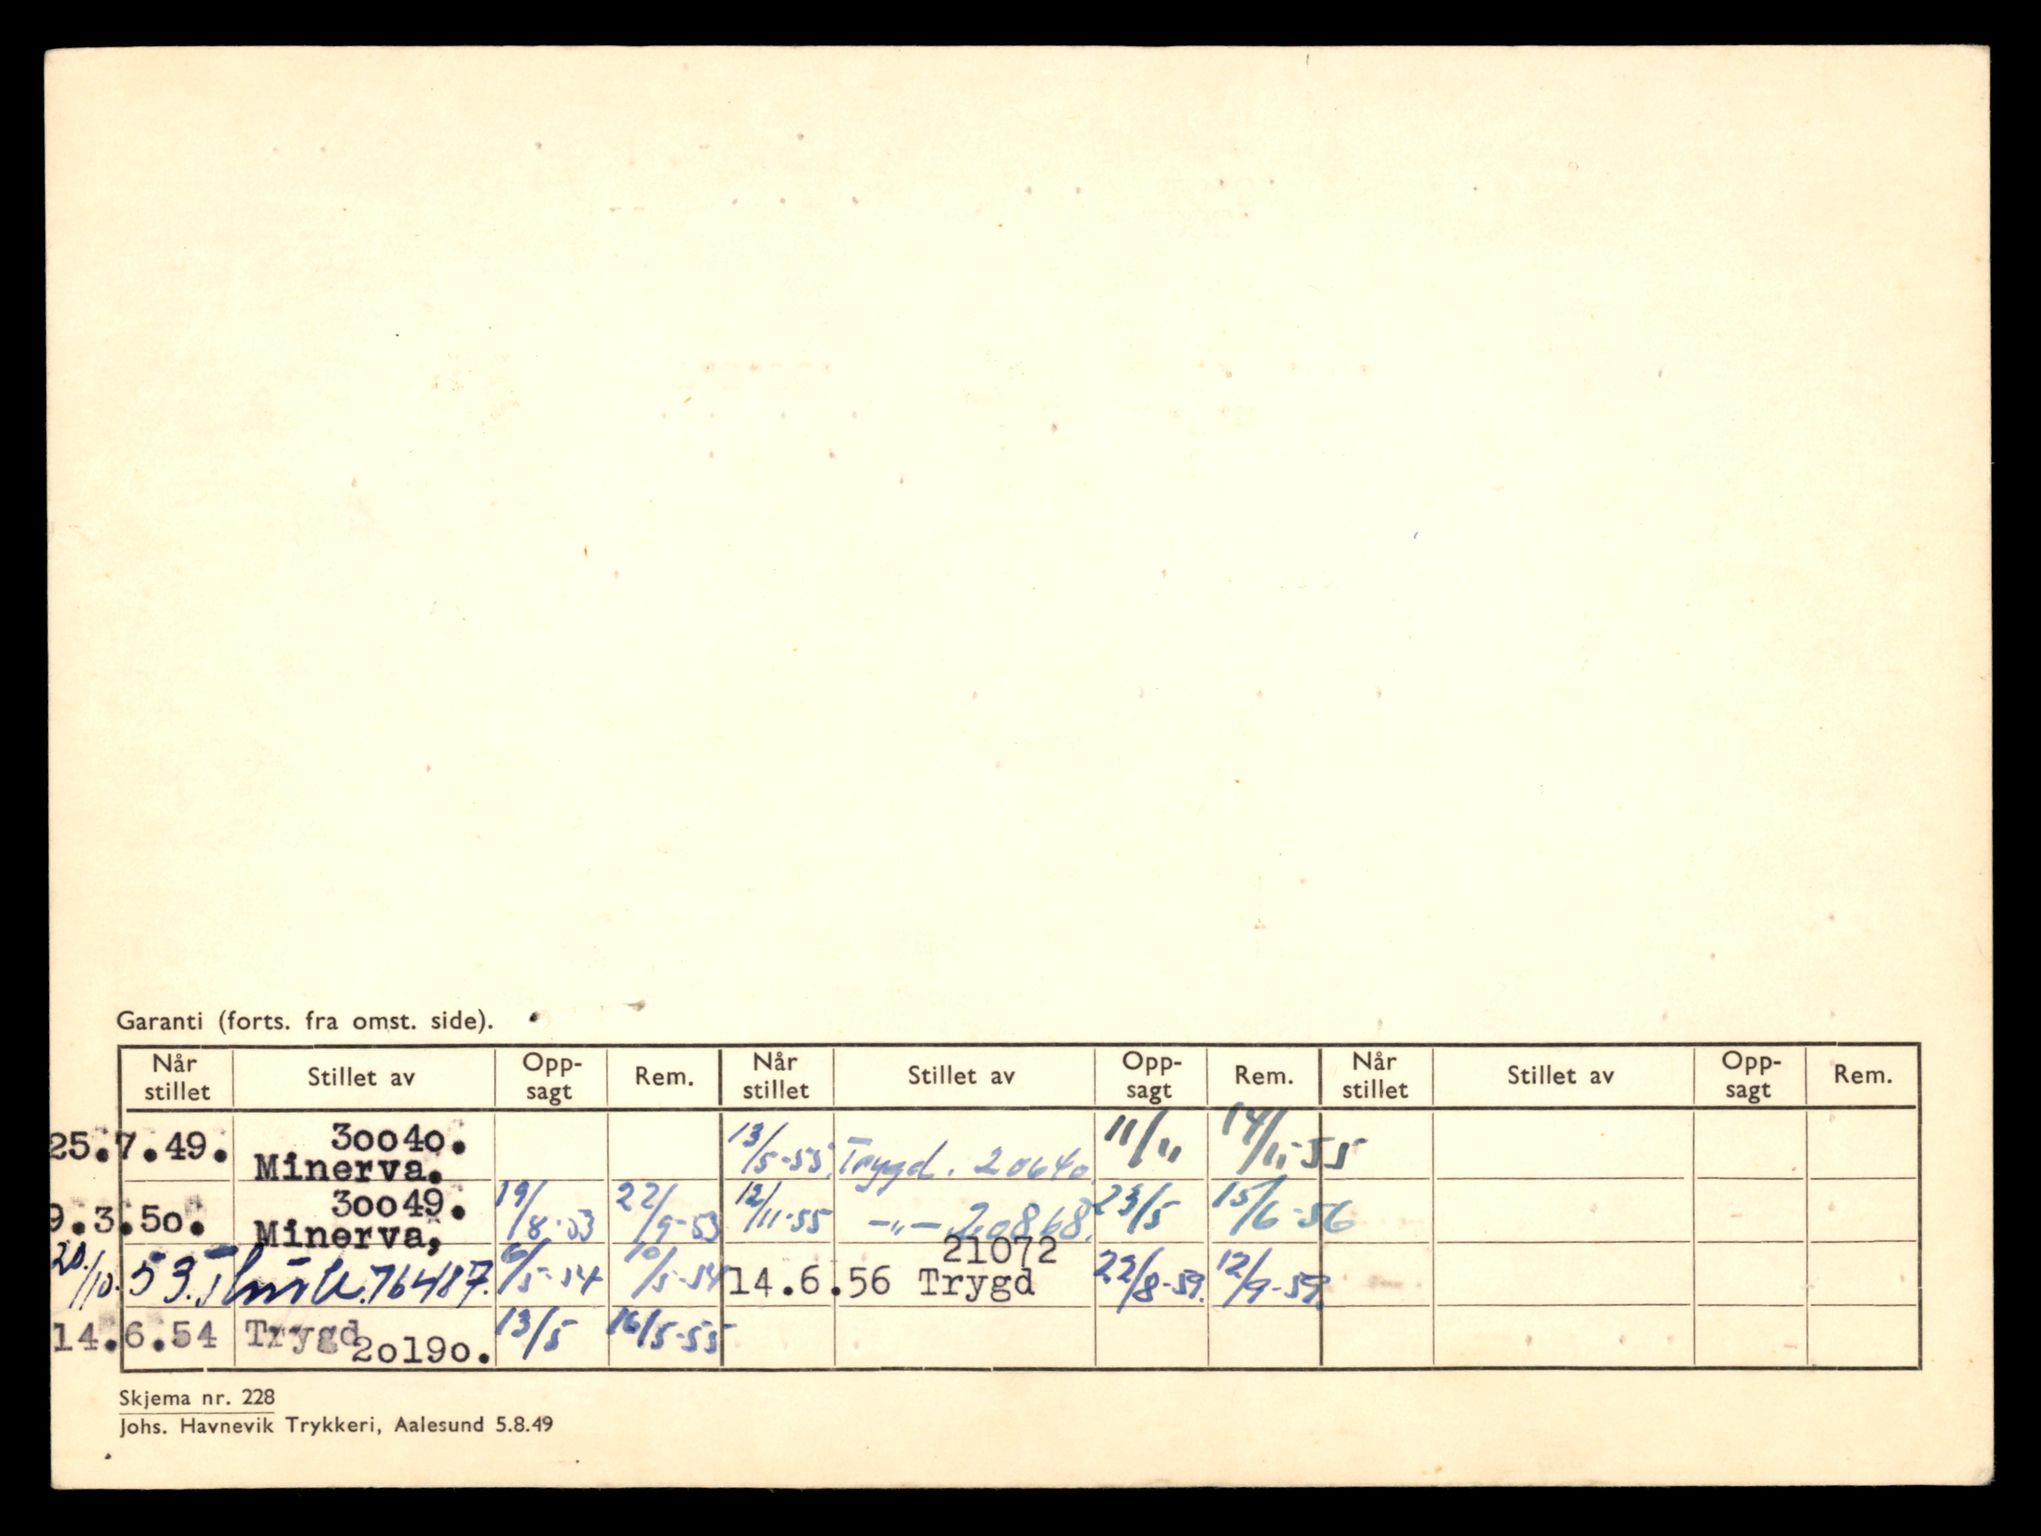 Garanti (forts. fra omst. side).
Når stillet | Stillet av | Opp-sagt | Rem. | Når stillet | Stillet av | Opp-sagt | Rem. | Når stillet | Stillet av | Opp-sagt | Rem.
25.7.49. | 3oo4o. Minerva. | | | 13/5-55. | Trygd. 20640. | 11/11 | 14/11-55
9.3.5o. | 3oo49. Minerva, | 19/8-53 | 22/9-53 | 12/11-55 | -"- 20868. | 23/5 | 15/6-56
20/10.53. | 76487. | 6/5-54 | 10/5-54 | 14.6.56 | 21072 Trygd | 22/8-59. | 12/9-59.
14.6.54 | Trygd 2o19o. | 13/5 | 16/5-55
Skjema nr. 228
Johs. Havnevik Trykkeri, Aalesund 5.8.49